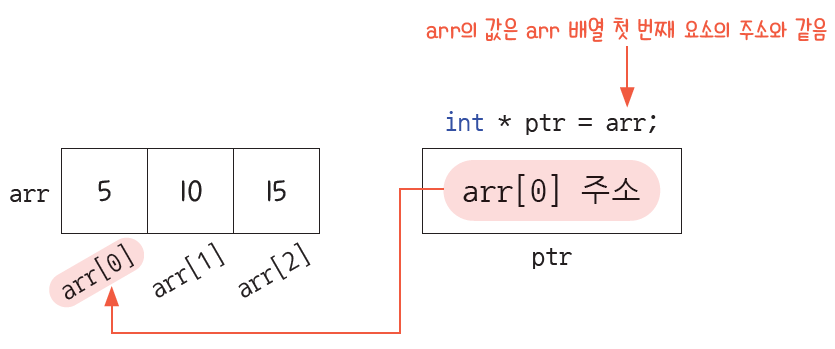 arr의 값은 arr 배열 첫 번째 요소의 주소와 같음
int * ptr = arr;
arr 5 10 15
arr[0] 주소
arr[0] arr[1] arr[2]
ptr